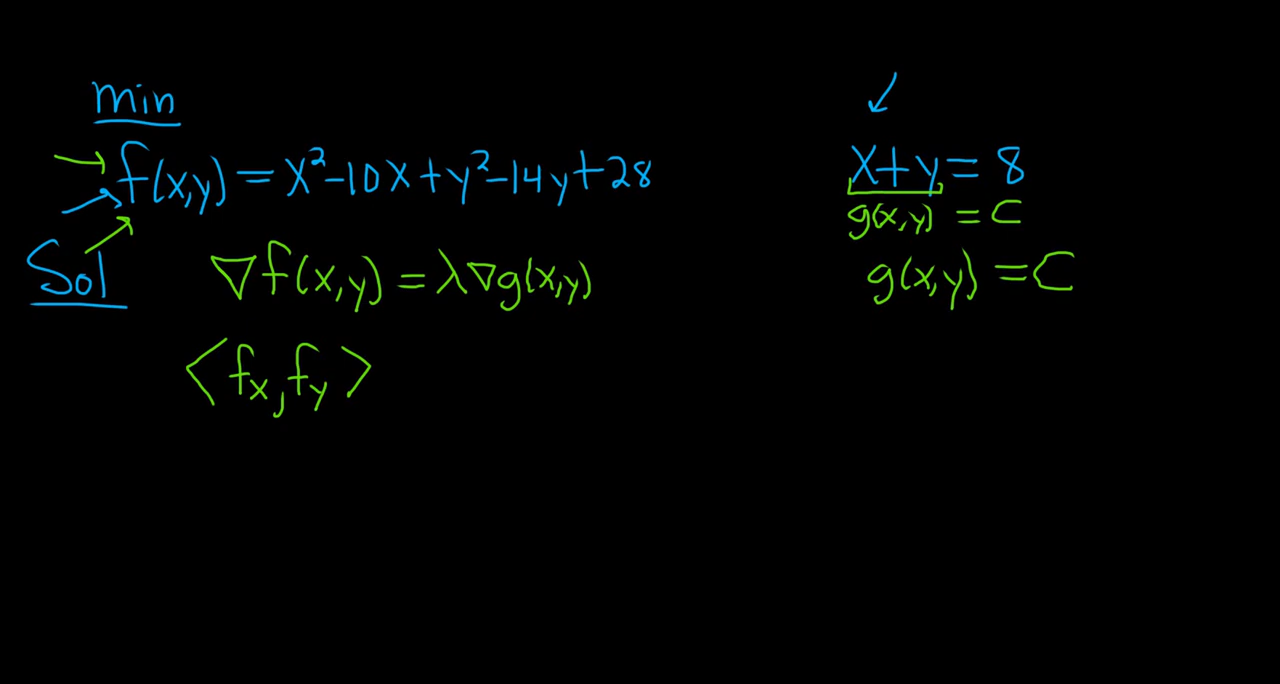 min
f(x,y) = x²-10x+y²-14y+28
x+y = 8
g(x,y) = C
Sol
∇f(x,y) = λ∇g(x,y)
g(x,y) = C
<fx,fy>